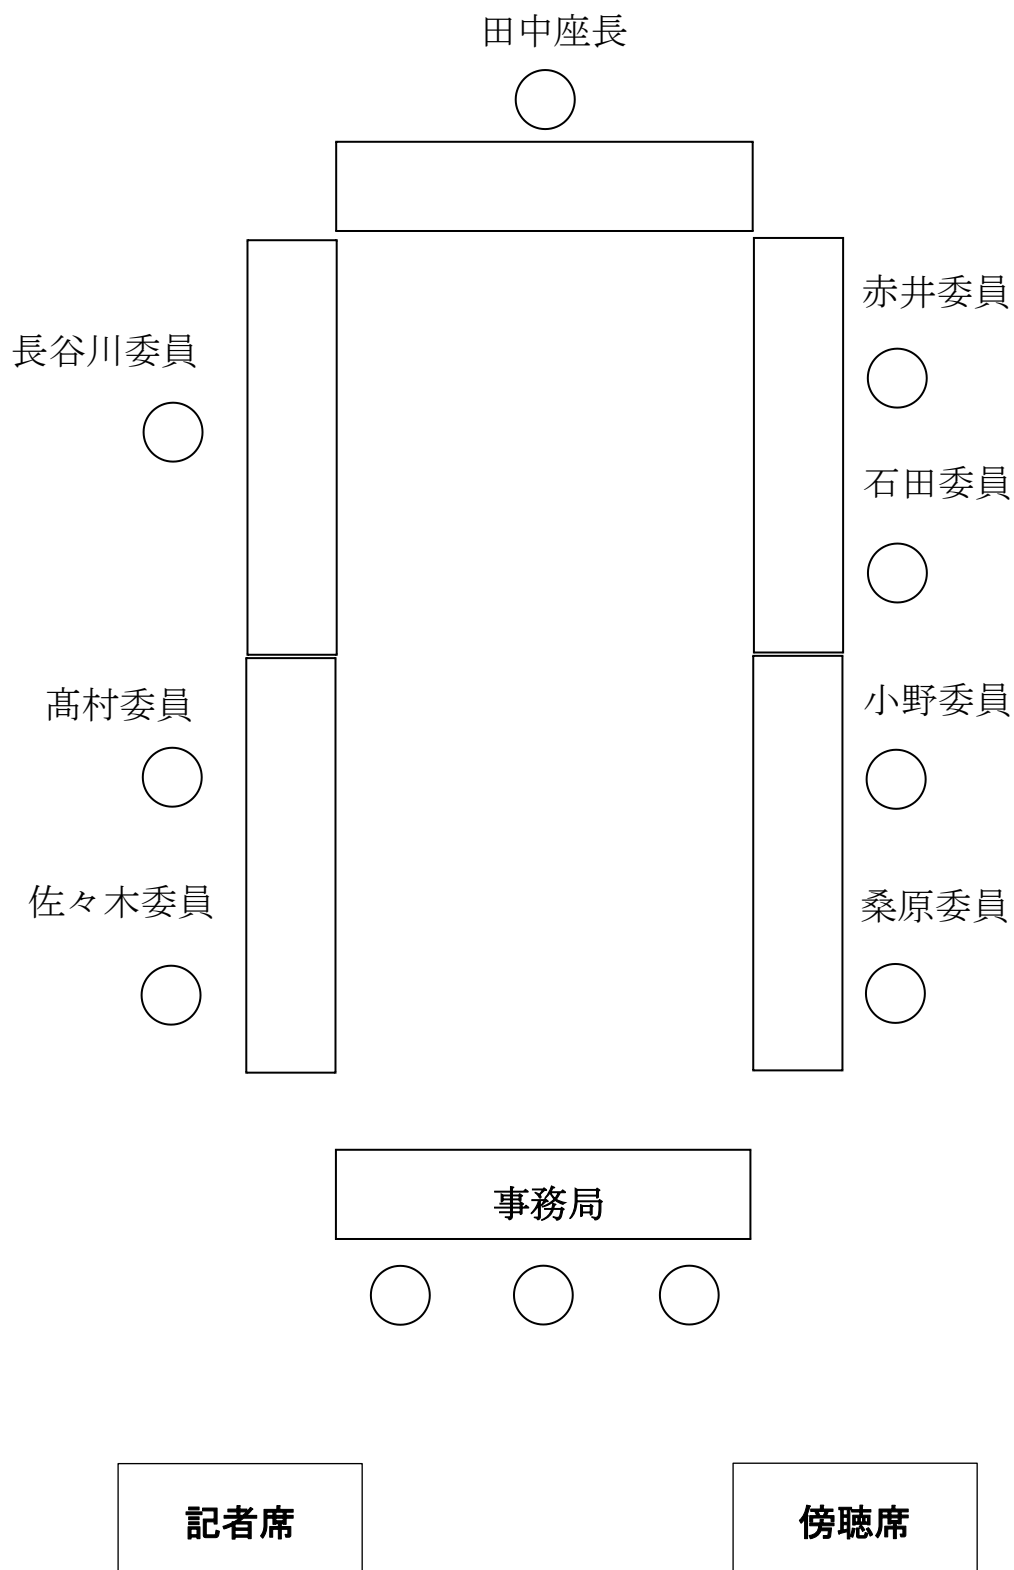 田中座長
赤井委員
長谷川委員
石田委員
髙村委員
小野委員
佐々木委員
桑原委員
事務局
記者席
傍聴席